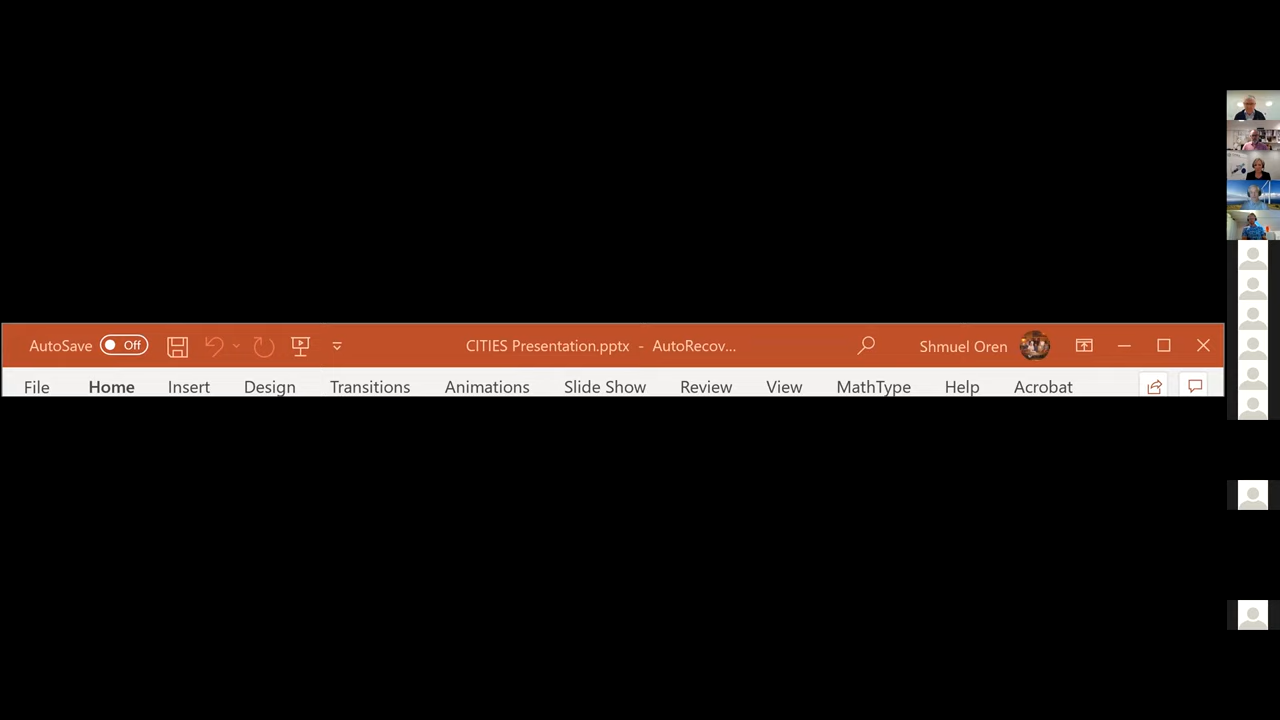 AutoSave Off CITIES Presentation.pptx - AutoRecov... Shmuel Oren
File Home Insert Design Transitions Animations Slide Show Review View MathType Help Acrobat